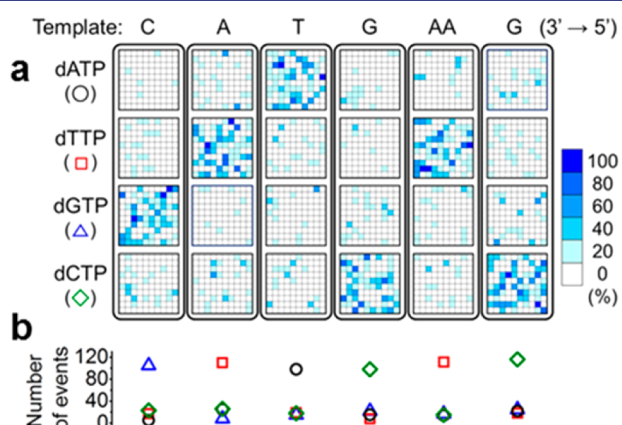 Template: C A T G AA G (3' → 5')
a
dATP
(○)
dTTP
(□)
dGTP
(△)
dCTP
(◇)
100
80
60
40
20
0
(%)
b
Number
of events
120
80
40
0